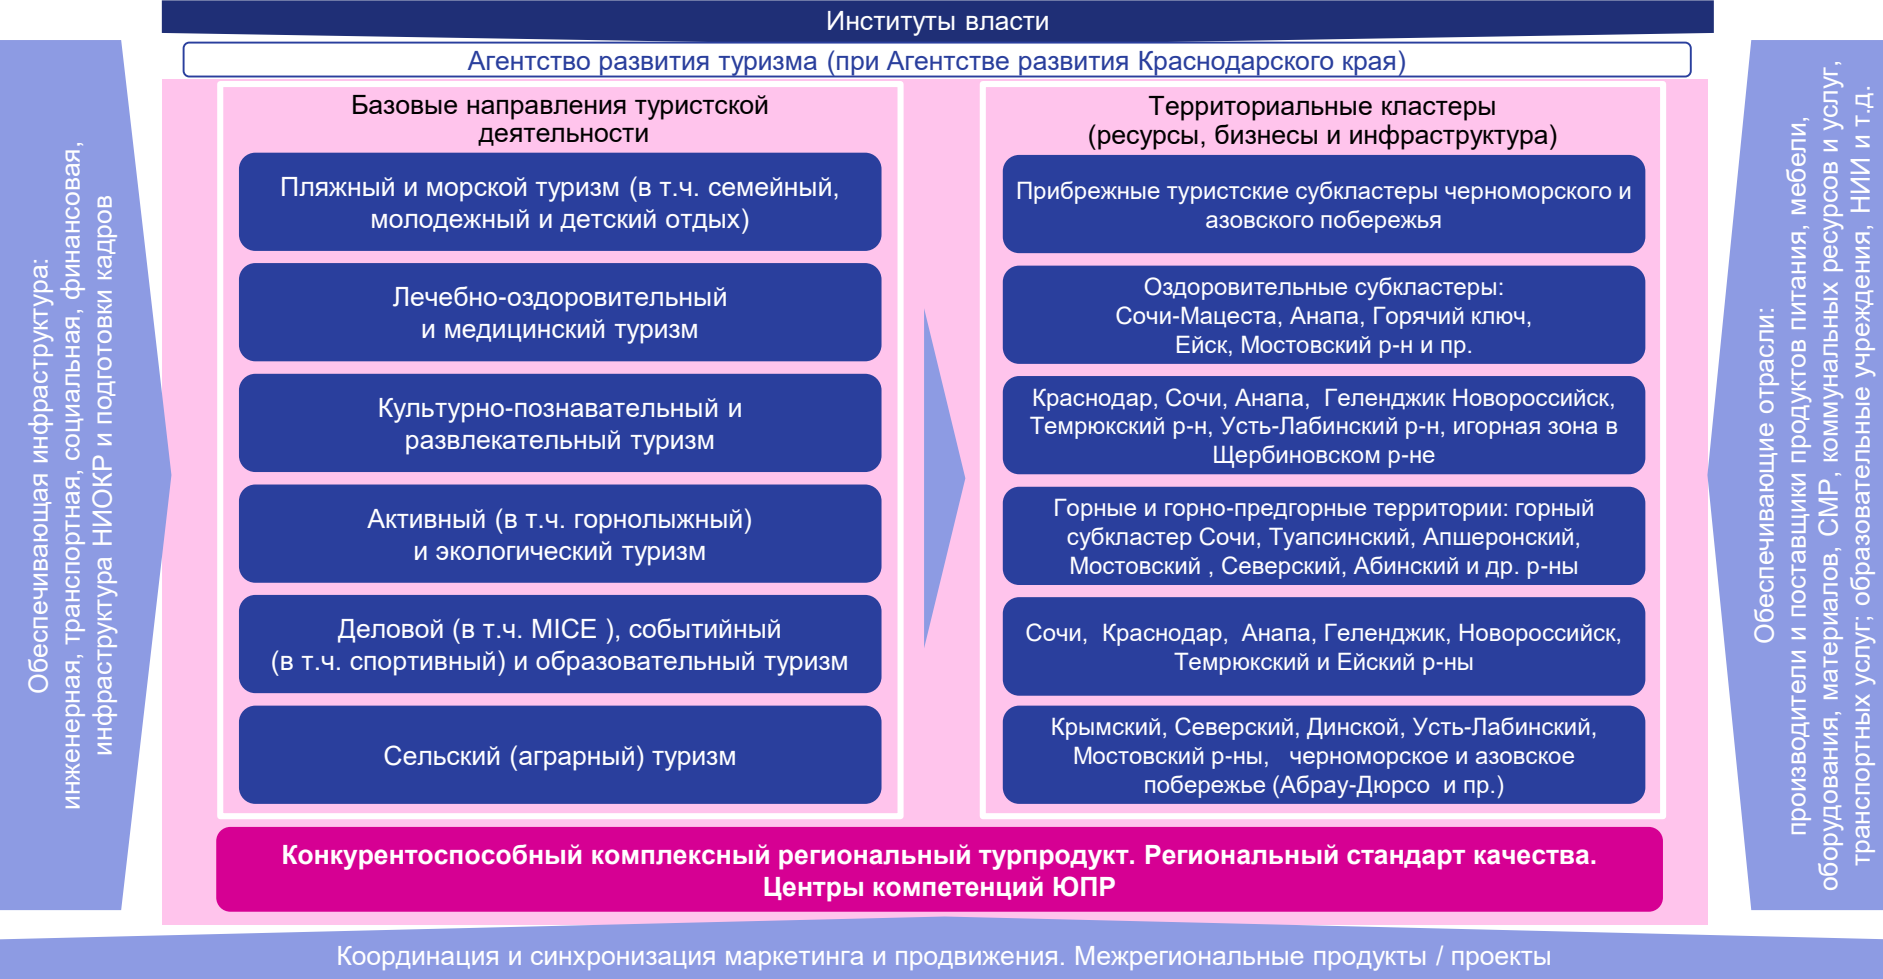 Институты власти
Агентство развития туризма (при Агентстве развития Краснодарского края)
Обеспечивающая инфраструктура:
инженерная, транспортная, социальная, финансовая,
инфраструктура НИОКР и подготовки кадров
Базовые направления туристской
деятельности
Пляжный и морской туризм (в т.ч. семейный,
молодежный и детский отдых)
Лечебно-оздоровительный
и медицинский туризм
Культурно-познавательный и
развлекательный туризм
Активный (в т.ч. горнолыжный)
и экологический туризм
Деловой (в т.ч. MICE ), событийный
(в т.ч. спортивный) и образовательный туризм
Сельский (аграрный) туризм
Территориальные кластеры
(ресурсы, бизнесы и инфраструктура)
Прибрежные туристские субкластеры черноморского и
азовского побережья
Оздоровительные субкластеры:
Сочи-Мацеста, Анапа, Горячий ключ,
Ейск, Мостовский р-н и пр.
Краснодар, Сочи, Анапа,  Геленджик Новороссийск,
Темрюкский р-н, Усть-Лабинский р-н, игорная зона в
Щербиновском р-не
Горные и горно-предгорные территории: горный
субкластер Сочи, Туапсинский, Апшеронский,
Мостовский , Северский, Абинский и др. р-ны
Сочи,  Краснодар,  Анапа, Геленджик, Новороссийск,
Темрюкский и Ейский р-ны
Крымский, Северский, Динской, Усть-Лабинский,
Мостовский р-ны,   черноморское и азовское
побережье (Абрау-Дюрсо  и пр.)
Обеспечивающие отрасли:
производители и поставщики продуктов питания, мебели,
оборудования, материалов, СМР, коммунальных ресурсов и услуг,
транспортных услуг; образовательные учреждения, НИИ и т.д.
Конкурентоспособный комплексный региональный турпродукт. Региональный стандарт качества.
Центры компетенций ЮПР
Координация и синхронизация маркетинга и продвижения. Межрегиональные продукты / проекты